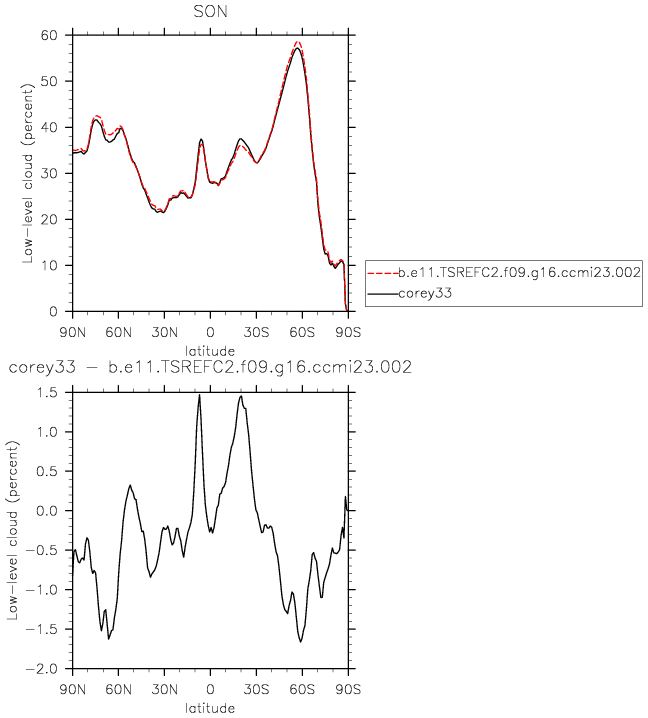 SON
60
50
40
30
20
10
0
Low-level cloud (percent)
90N 60N 30N 0 30S 60S 90S
latitude
b.e11.TSREFC2.f09.g16.ccmi23.002
corey33
corey33 - b.e11.TSREFC2.f09.g16.ccmi23.002
1.5
1.0
0.5
0.0
-0.5
-1.0
-1.5
-2.0
Low-level cloud (percent)
90N 60N 30N 0 30S 60S 90S
latitude